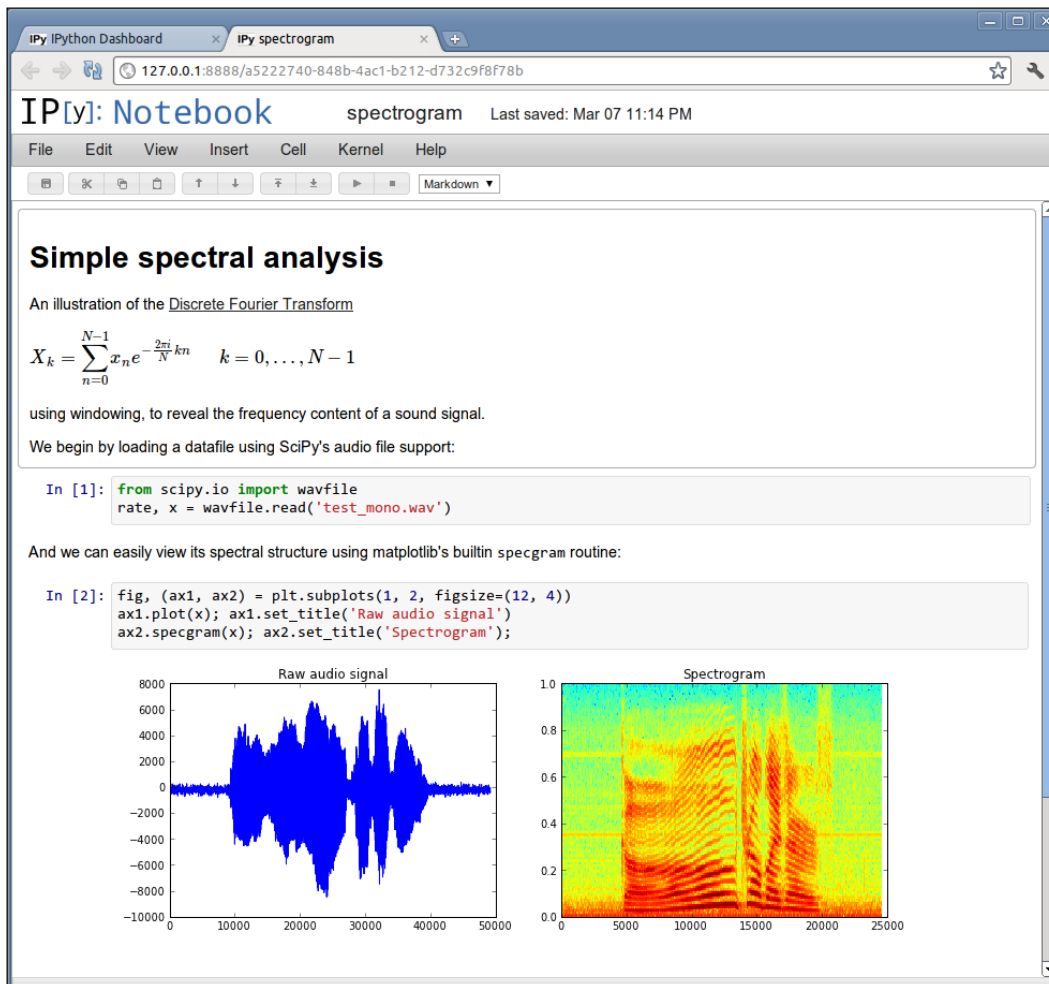 IPy IPython Dashboard × IPy spectrogram ×
127.0.0.1:8888/a5222740-848b-4ac1-b212-d732c9f8f78b
IP[y]: Notebook spectrogram Last saved: Mar 07 11:14 PM
File Edit View Insert Cell Kernel Help
Markdown
Simple spectral analysis
An illustration of the Discrete Fourier Transform
X_k = \sum_{n=0}^{N-1} x_n e^{-\frac{2\pi i}{N} kn} k = 0, . . . , N − 1
using windowing, to reveal the frequency content of a sound signal.
We begin by loading a datafile using SciPy's audio file support:
In [1]: from scipy.io import wavfile
rate, x = wavfile.read('test_mono.wav')
And we can easily view its spectral structure using matplotlib's builtin specgram routine:
In [2]: fig, (ax1, ax2) = plt.subplots(1, 2, figsize=(12, 4))
ax1.plot(x); ax1.set_title('Raw audio signal')
ax2.specgram(x); ax2.set_title('Spectrogram');
Raw audio signal
8000
6000
4000
2000
0
−2000
−4000
−6000
−8000
−10000
0 10000 20000 30000 40000 50000
Spectrogram
1.0
0.8
0.6
0.4
0.2
0.0
0 5000 10000 15000 20000 25000